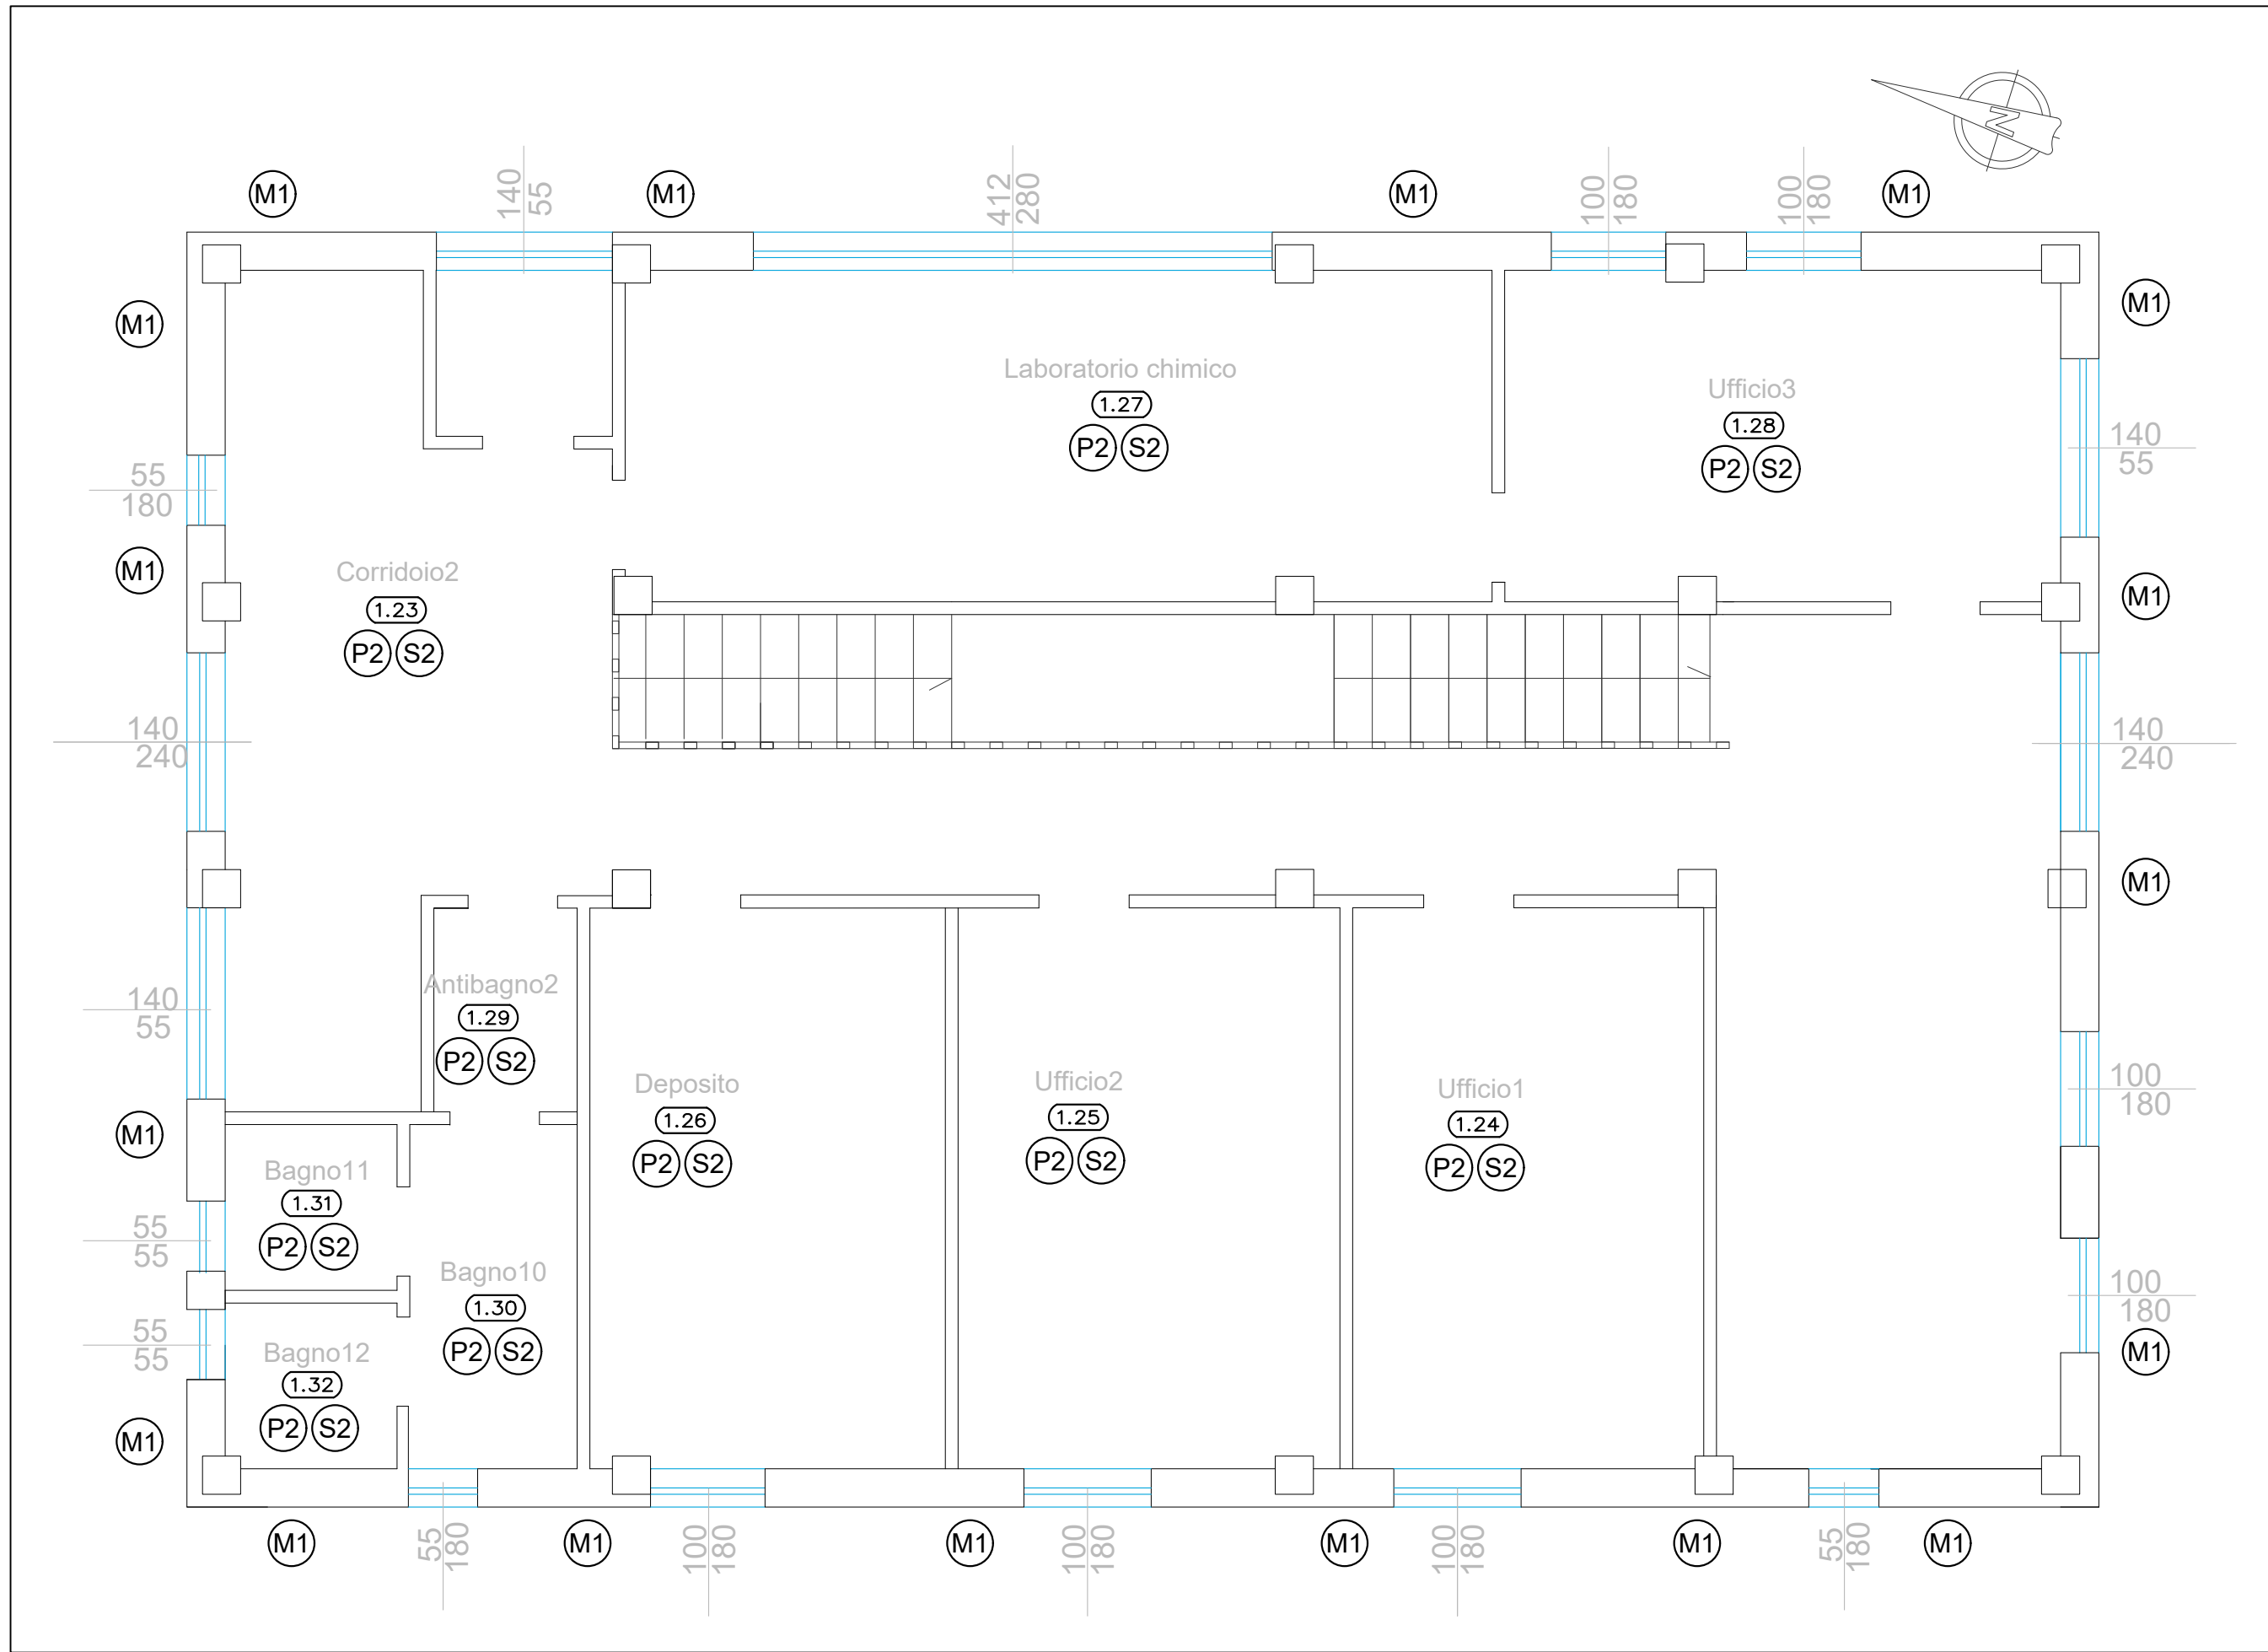 N
M1 M1 M1 M1
140
55
412
280
100
180
100
180
M1 M1
Laboratorio chimico
1.27
P2 S2
Ufficio3
1.28
P2 S2
140
55
55
180
M1 M1
Corridoio2
1.23
P2 S2
140
240
140
240
M1
Antibagno2
1.29
P2 S2
140
55
Deposito
1.26
P2 S2
Ufficio2
1.25
P2 S2
Ufficio1
1.24
P2 S2
100
180
M1
Bagno11
1.31
P2 S2
55
55
Bagno10
1.30
P2 S2
100
180
55
55
Bagno12
1.32
P2 S2
M1
M1
M1 M1 M1 M1 M1 M1
55
180
100
180
100
180
100
180
55
180